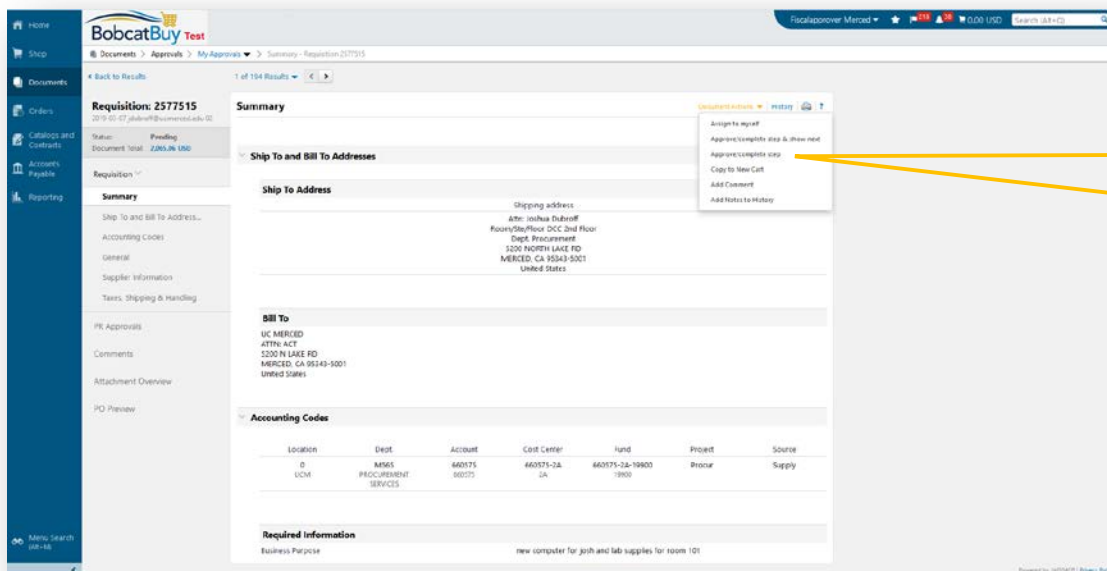 Home
Shop
Documents
Orders
Catalogs and
Contracts
Accounts
Payable
Reporting
Menu Search
(Alt+M)
BobcatBuy Test
Fiscalapprover Merced
0.00 USD
Search (Alt+Q)
Documents > Approvals > My Approvals > Summary - Requisition 2577515
Back to Results
1 of 194 Results
Requisition: 2577515
Status: Pending
Document Total: 2,065.06 USD
Requisition
Summary
Ship To and Bill To Address...
Accounting Codes
General
Supplier Information
Taxes, Shipping & Handling
PR Approvals
Comments
Attachment Overview
PO Preview
Summary
Document Actions History
Assign to myself
Approve/complete step & show next
Approve/complete step
Copy to New Cart
Add Comment
Add Notes to History
Ship To and Bill To Addresses
Ship To Address
Shipping address
Attn: Joshua Dubroff
Room/Ste/Floor DCC 2nd Floor
Dept. Procurement
5200 NORTH LAKE RD
MERCED, CA 95343-5001
United States
Bill To
UC MERCED
ATTN: ACT
5200 N LAKE RD
MERCED, CA 95343-5001
United States
Accounting Codes
Location Dept. Account Cost Center Fund Project Source
0 M565 660575 660575-2A 660575-2A-19900 Procur Supply
UCM PROCUREMENT 660575 2A 19900
SERVICES
Required Information
Business Purpose new computer for josh and lab supplies for room 101